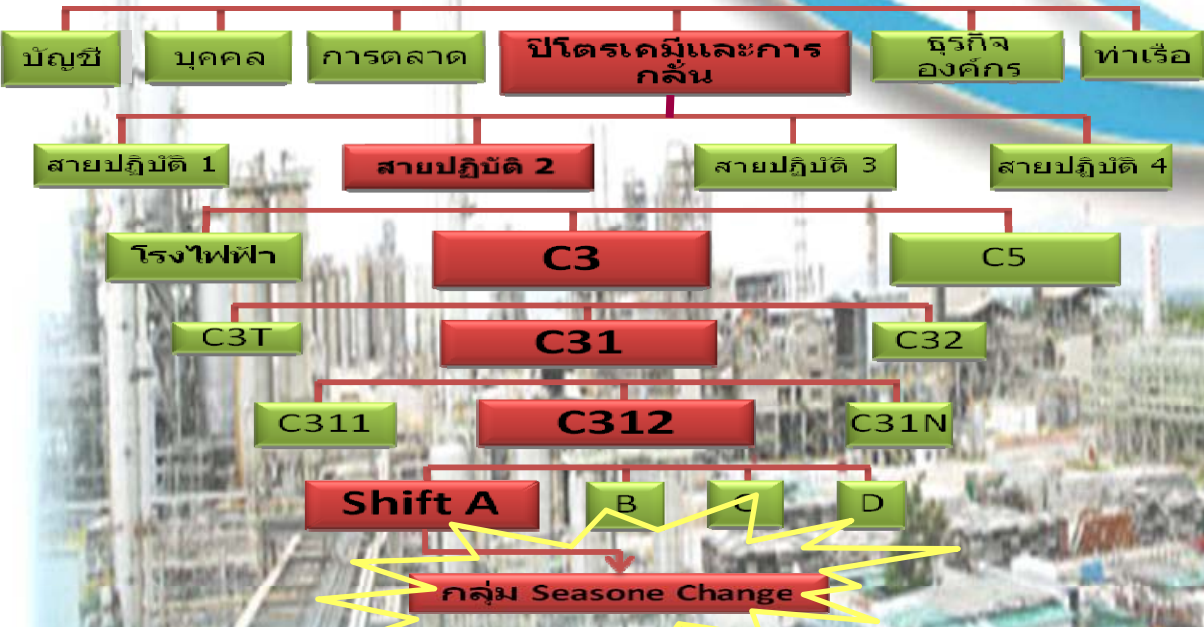 บัญชี
บุคคล
การตลาด
ปิโตรเคมีและการ
กลั่น
ธุรกิจ
องค์กร
ท่าเรือ
สายปฏิบัติ 1
สายปฏิบัติ 2
สายปฏิบัติ 3
สายปฏิบัติ 4
โรงไฟฟ้า
C3
C5
C3T
C31
C32
C311
C312
C31N
Shift A
B
C
D
กลุ่ม Seasone Change